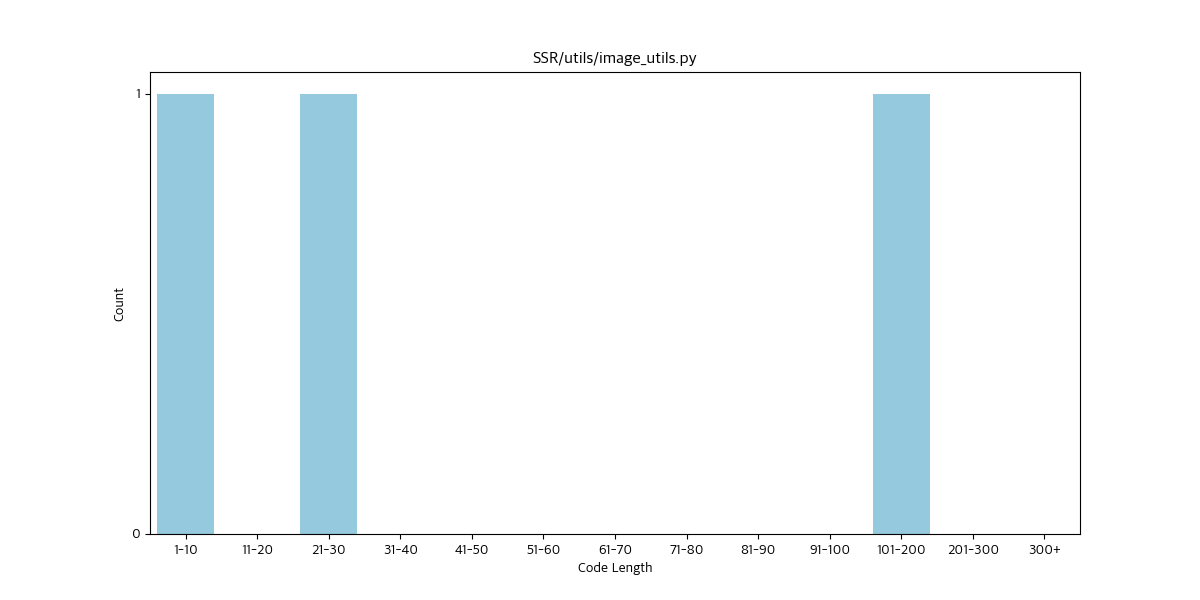 SSR/utils/image_utils.py
1
Count
0
1-10 11-20 21-30 31-40 41-50 51-60 61-70 71-80 81-90 91-100 101-200 201-300 300+
Code Length